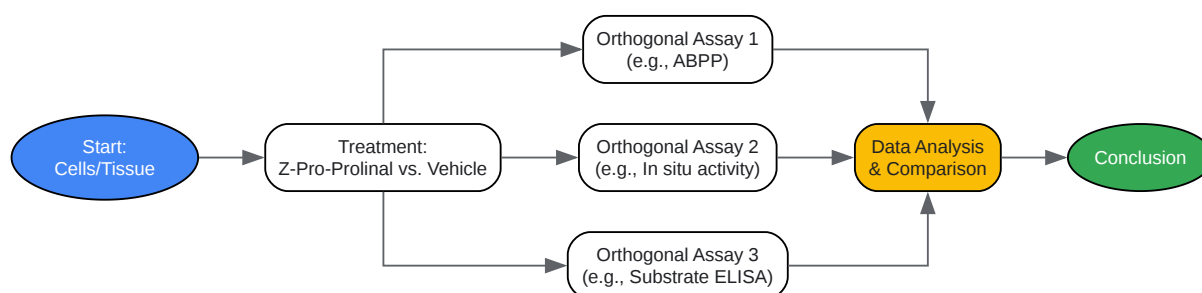 Start:
Cells/Tissue
Treatment:
Z-Pro-Prolinal vs. Vehicle
Orthogonal Assay 1
(e.g., ABPP)
Orthogonal Assay 2
(e.g., In situ activity)
Orthogonal Assay 3
(e.g., Substrate ELISA)
Data Analysis
& Comparison
Conclusion